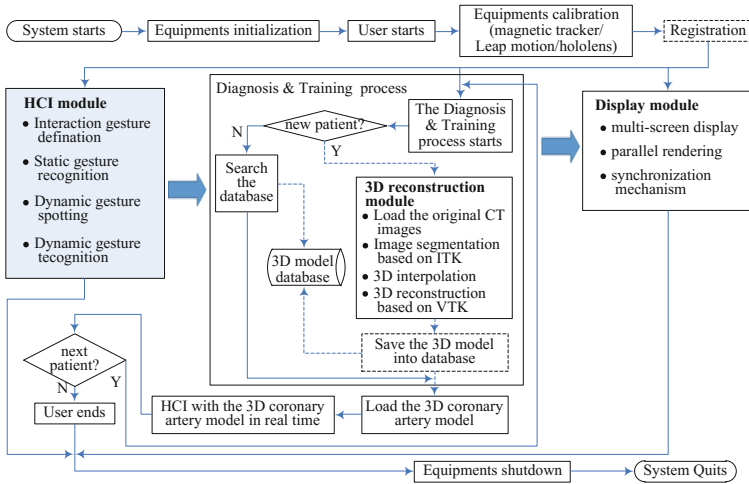 System starts
Equipments initialization
User starts
Equipments calibration
(magnetic tracker/
Leap motion/hololens)
Registration
HCI module
• Interaction gesture
defination
• Static gesture
recognition
• Dynamic gesture
spotting
• Dynamic gesture
tecognition
Diagnosis & Training process
new patient?
N
Y
The Diagnosis
& Training
process starts
Search
the
database
3D model
database
3D reconstruction
module
• Load the original CT
images
• Image segmentation
based on ITK
• 3D interpolation
• 3D reconstruction
based on VTK
Save the 3D model
into database
Display module
• multi-screen display
• parallel rendering
• synchronization
mechanism
next
patient?
N
Y
User ends
HCI with the 3D coronary
artery model in real time
Load the 3D coronary
artery model
Equipments shutdown
System Quits